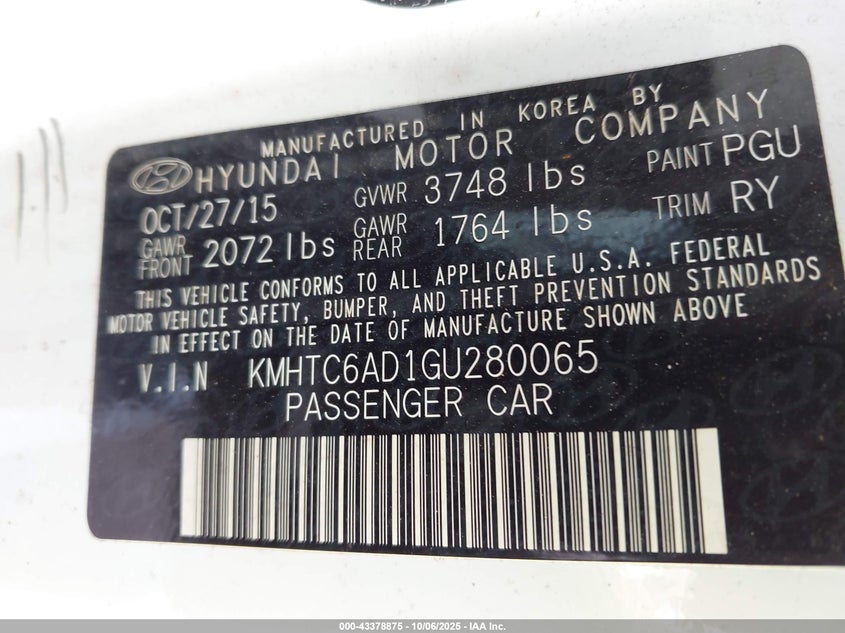 MANUFACTURED IN KOREA BY
HYUNDAI MOTOR COMPANY
OCT/27/15 GVWR 3748 lbs PAINT PGU
GAWR FRONT 2072 lbs GAWR REAR 1764 lbs TRIM RY
THIS VEHICLE CONFORMS TO ALL APPLICABLE U.S.A. FEDERAL
MOTOR VEHICLE SAFETY, BUMPER, AND THEFT PREVENTION STANDARDS
IN EFFECT ON THE DATE OF MANUFACTURE SHOWN ABOVE
V.I.N KMHTC6AD1GU280065
PASSENGER CAR
000-43378875 - 10/06/2025 - IAA Inc.